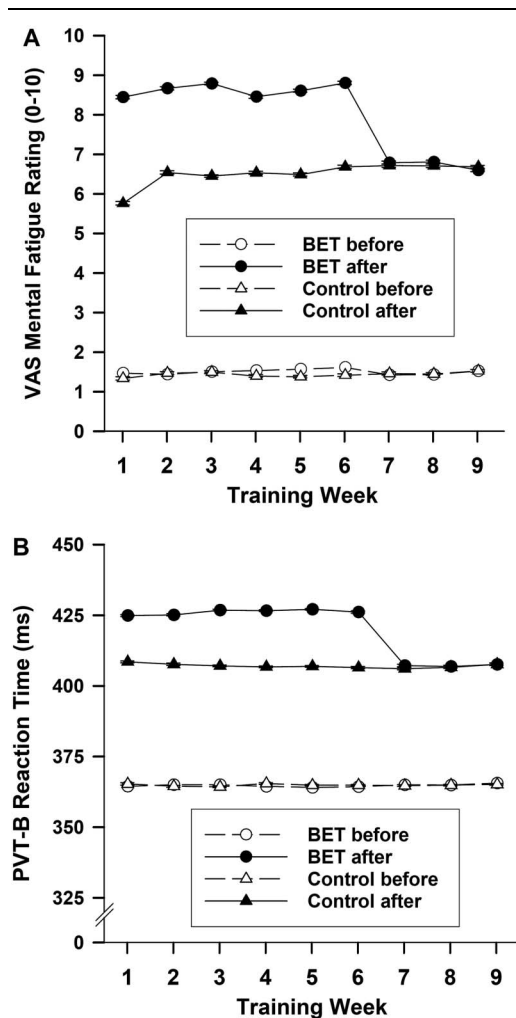 A
VAS Mental Fatigue Rating (0-10)
10
9
8
7
6
5
4
3
2
1
0
BET before
BET after
Control before
Control after
1 2 3 4 5 6 7 8 9
Training Week
B
PVT-B Reaction Time (ms)
450
425
400
375
350
325
0
BET before
BET after
Control before
Control after
1 2 3 4 5 6 7 8 9
Training Week